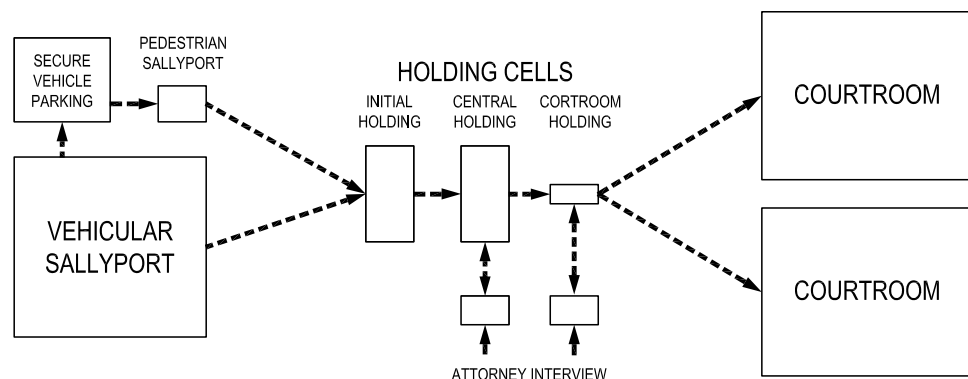 SECURE
VEHICLE
PARKING
PEDESTRIAN
SALLYPORT
VEHICULAR
SALLYPORT
HOLDING CELLS
INITIAL
HOLDING
CENTRAL
HOLDING
CORTROOM
HOLDING
ATTORNEY INTERVIEW
COURTROOM
COURTROOM